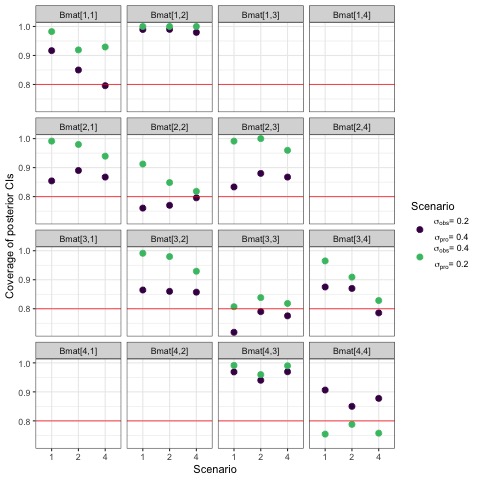 Bmat[1,1] Bmat[1,2] Bmat[1,3] Bmat[1,4]
1.0
0.9
0.8
Bmat[2,1] Bmat[2,2] Bmat[2,3] Bmat[2,4]
1.0
0.9
0.8
Bmat[3,1] Bmat[3,2] Bmat[3,3] Bmat[3,4]
1.0
0.9
0.8
Bmat[4,1] Bmat[4,2] Bmat[4,3] Bmat[4,4]
1.0
0.9
0.8
1 2 4 1 2 4 1 2 4 1 2 4
Scenario
Coverage of posterior CIs
Scenario
σobs= 0.2
σpro= 0.4
σobs= 0.4
σpro= 0.2